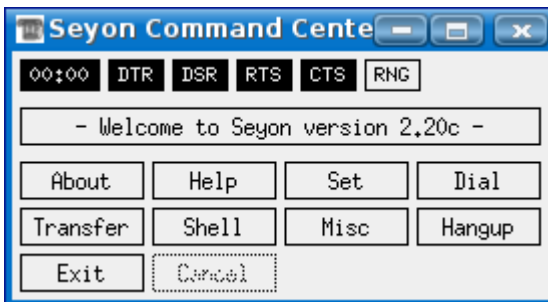 Seyon Command Cente
00:00 DTR DSR RTS CTS RNG
- Welcome to Seyon version 2.20c -
About Help Set Dial
Transfer Shell Misc Hangup
Exit Cancel